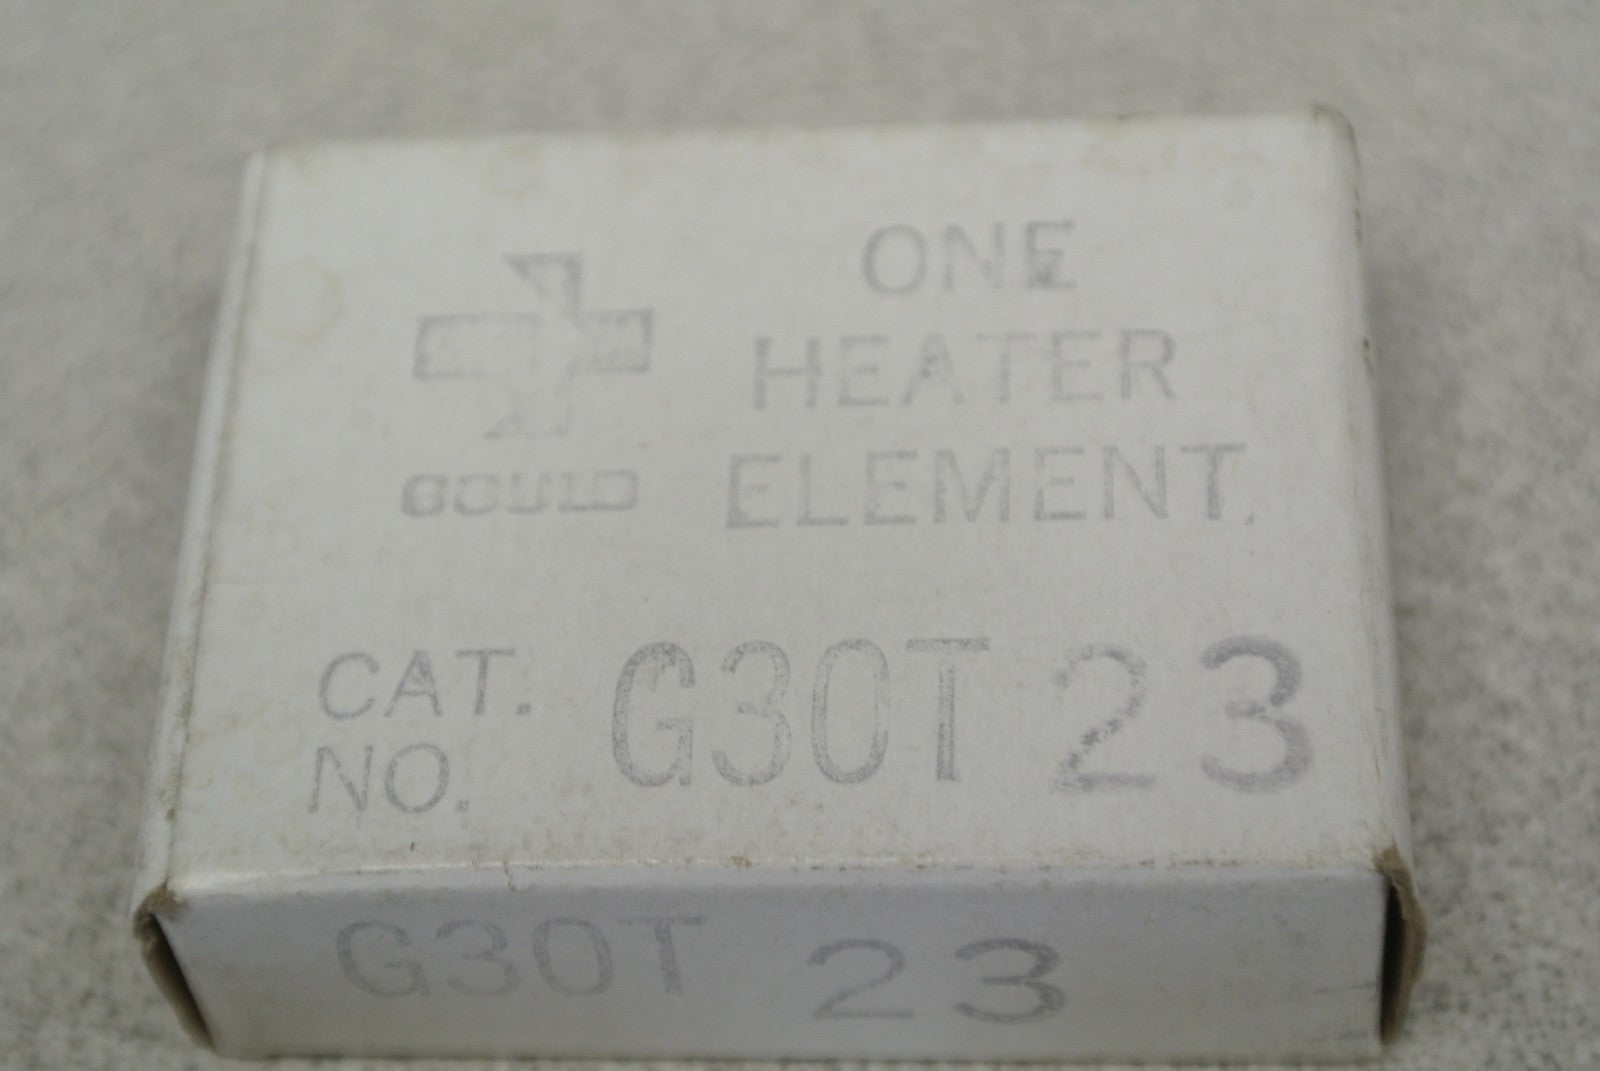 ONE
HEATER
ELEMENT.
GOULD
CAT. NO. G30T 23
G30T 23